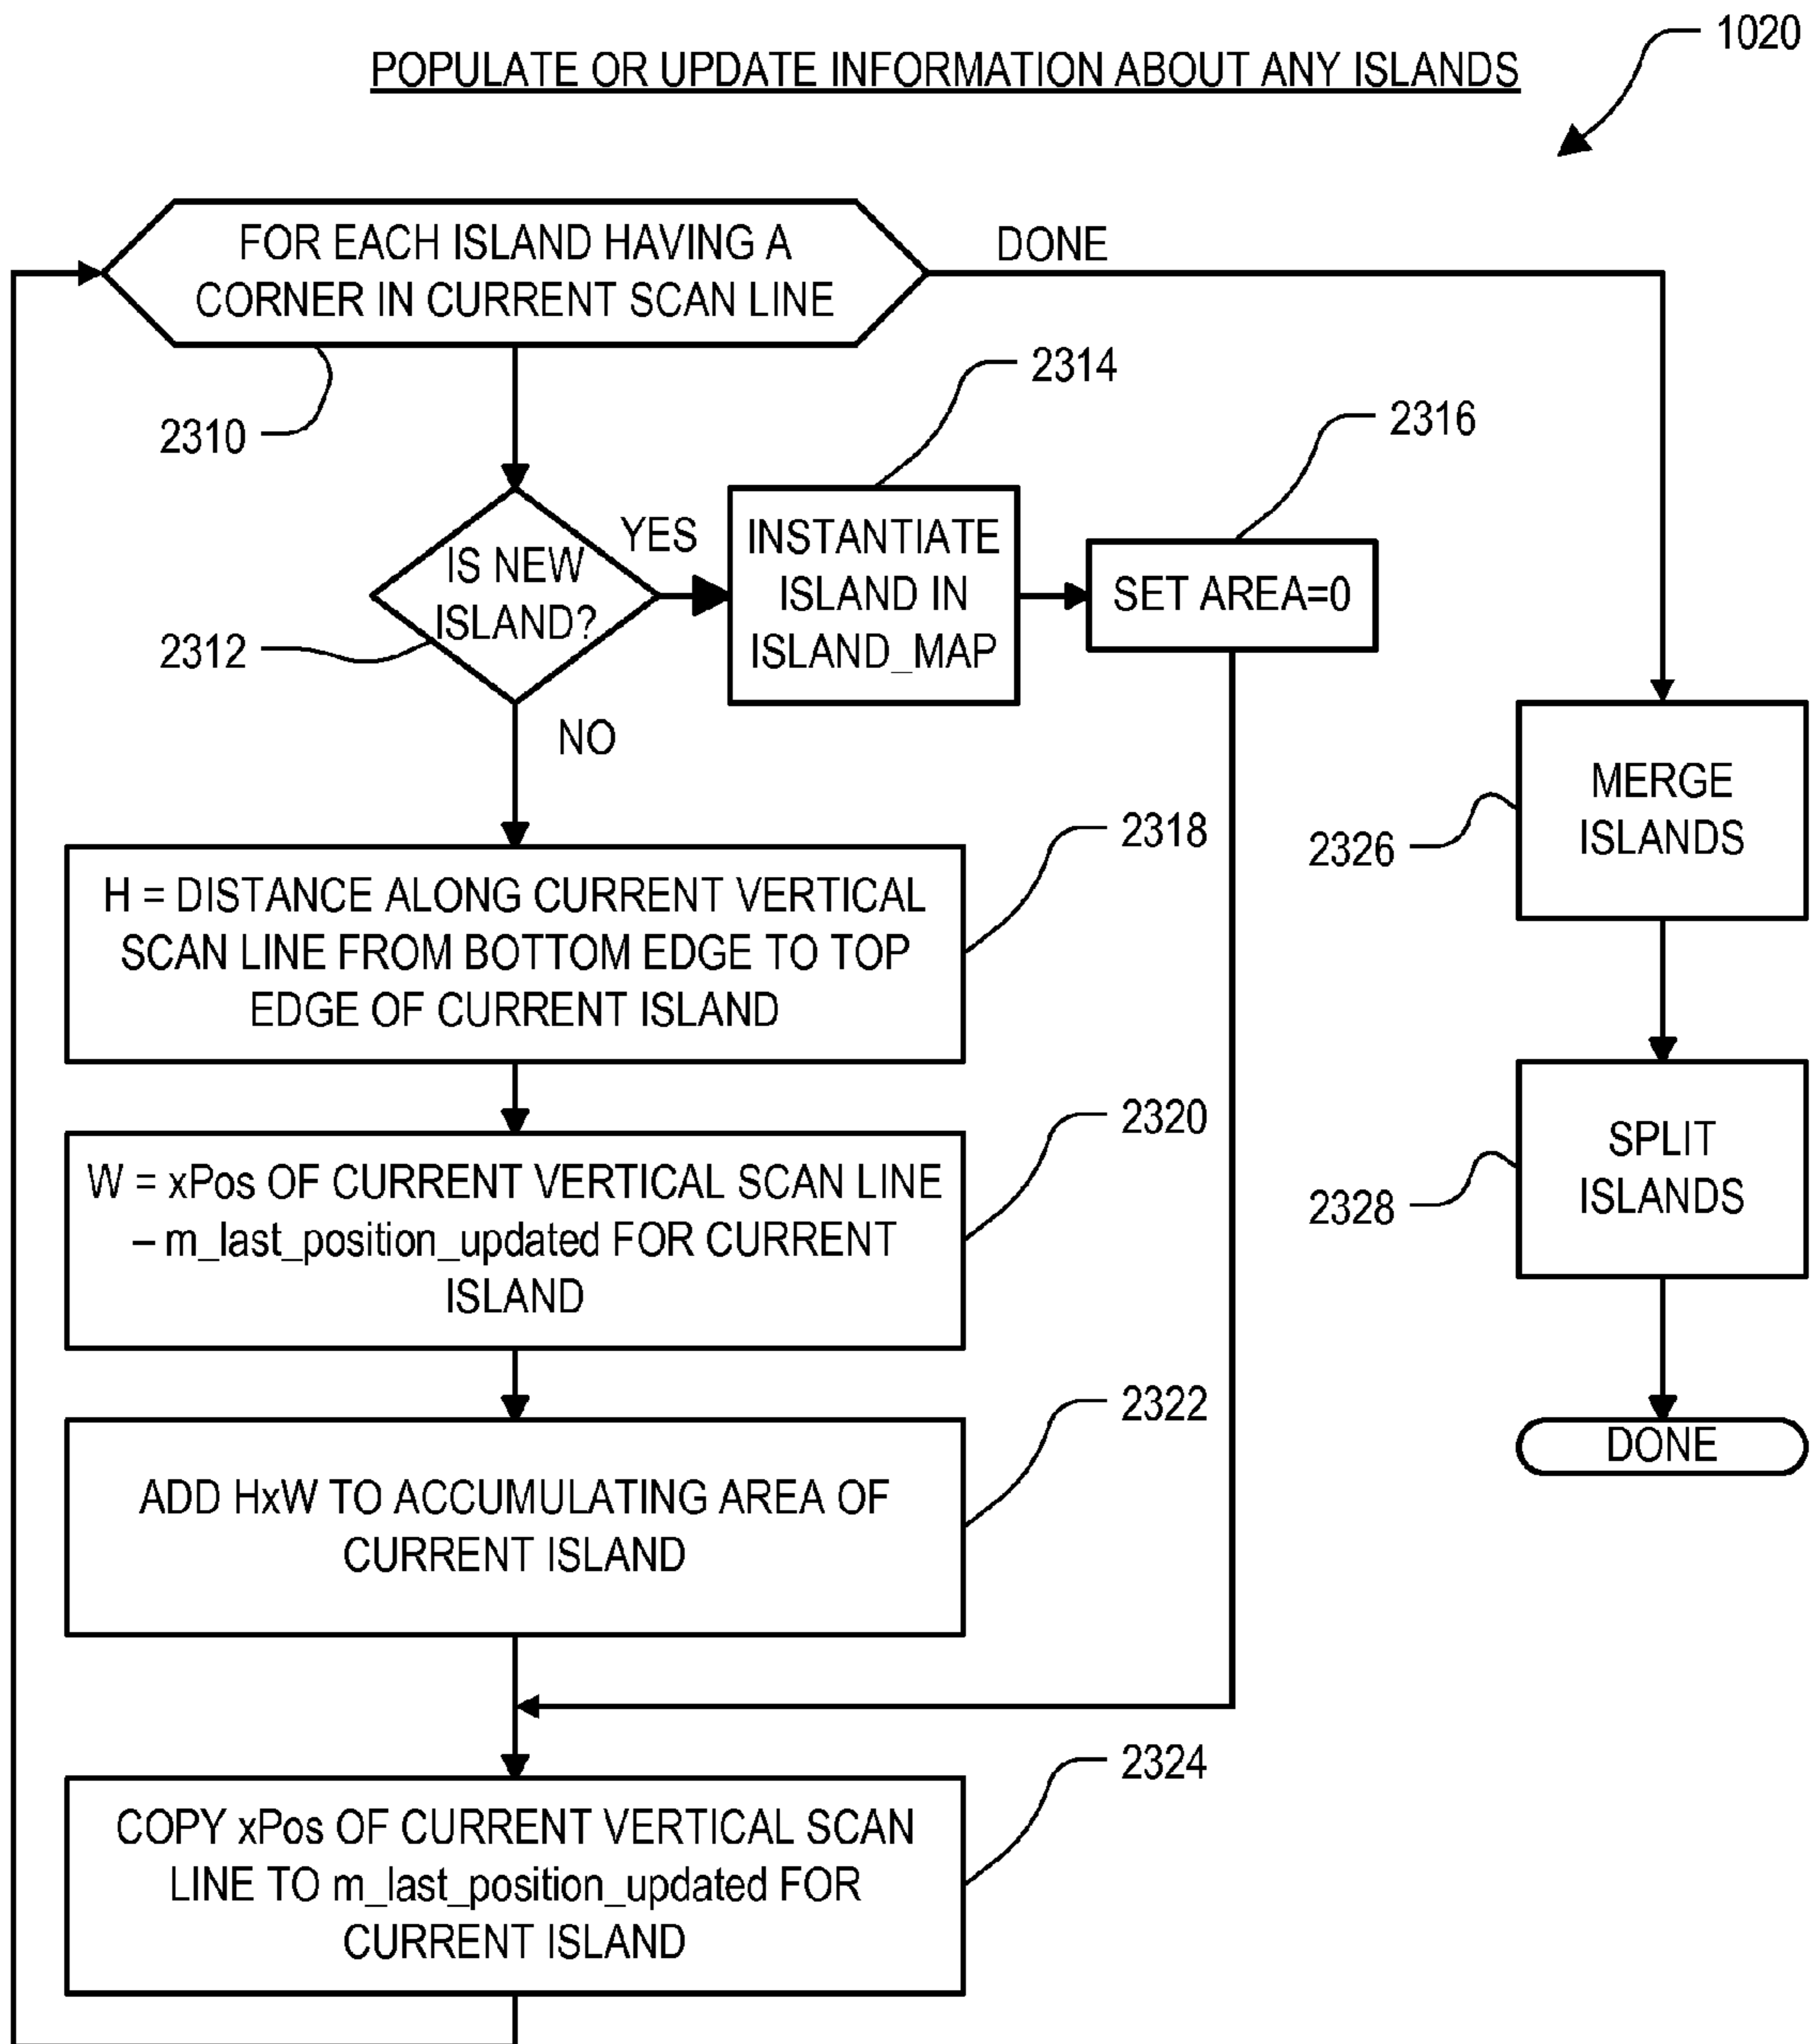 1020
POPULATE OR UPDATE INFORMATION ABOUT ANY ISLANDS
FOR EACH ISLAND HAVING A
CORNER IN CURRENT SCAN LINE
DONE
2310
2314
2316
IS NEW
ISLAND?
YES
2312
NO
INSTANTIATE
ISLAND IN
ISLAND_MAP
SET AREA=0
2318
H = DISTANCE ALONG CURRENT VERTICAL
SCAN LINE FROM BOTTOM EDGE TO TOP
EDGE OF CURRENT ISLAND
2320
W = xPos OF CURRENT VERTICAL SCAN LINE
– m_last_position_updated FOR CURRENT
ISLAND
2322
ADD HxW TO ACCUMULATING AREA OF
CURRENT ISLAND
2324
COPY xPos OF CURRENT VERTICAL SCAN
LINE TO m_last_position_updated FOR
CURRENT ISLAND
MERGE
ISLANDS
2326
SPLIT
ISLANDS
2328
DONE